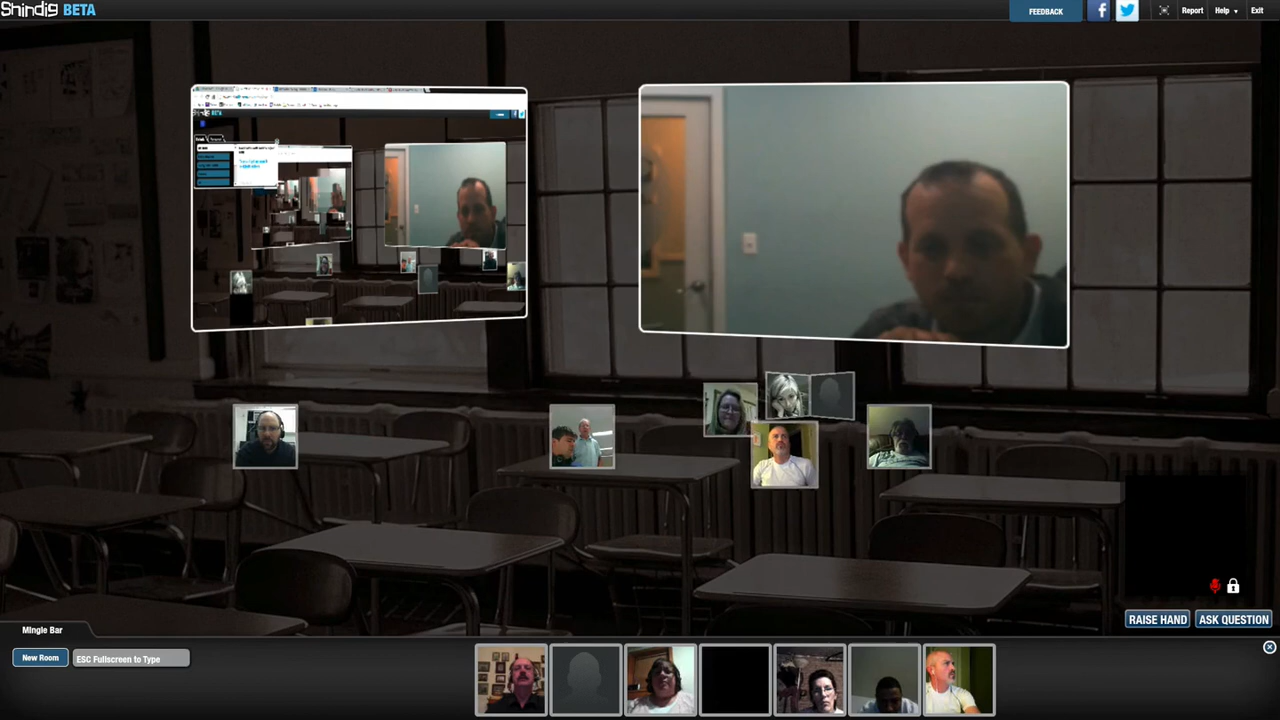 Shindig BETA
FEEDBACK
Report
Help
Exit
RAISE HAND
ASK QUESTION
Mingle Bar
New Room
ESC Fullscreen to Type